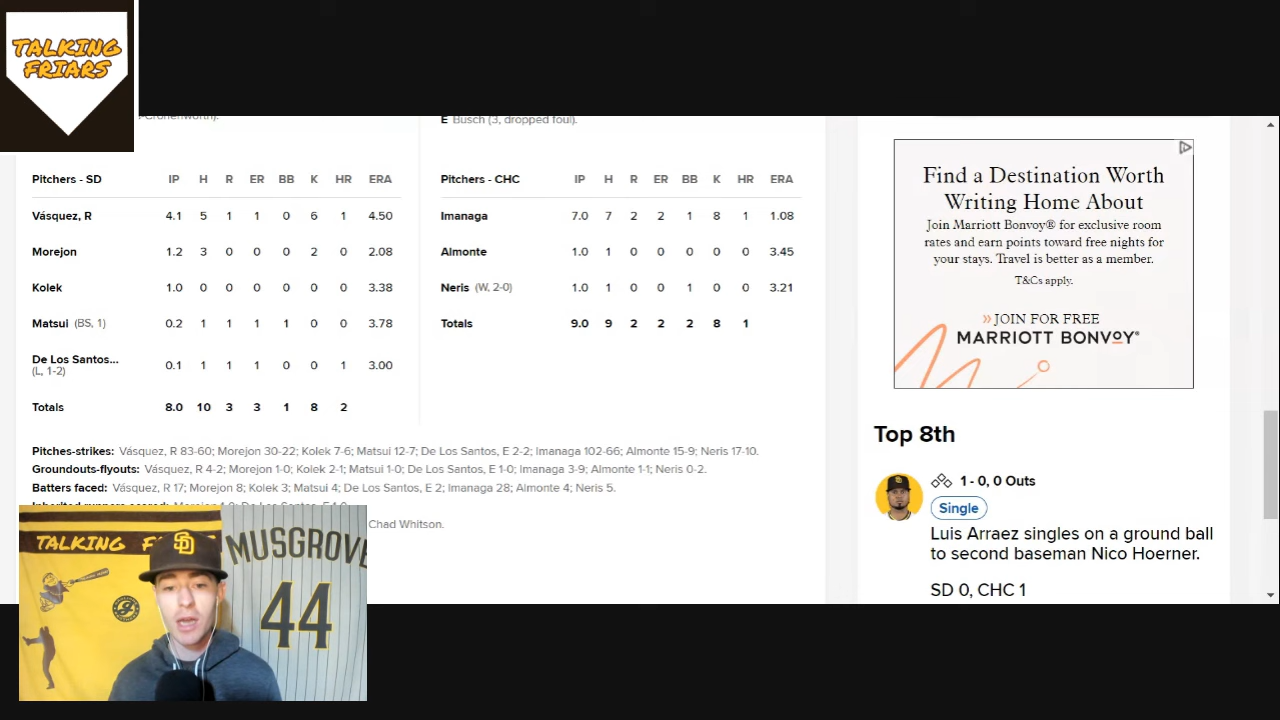 TALKING
FRIARS
Cronenworth).
E Busch (3, dropped foul).
Pitchers - SD IP H R ER BB K HR ERA
Vásquez, R 4.1 5 1 1 0 6 1 4.50
Morejon 1.2 3 0 0 0 2 0 2.08
Kolek 1.0 0 0 0 0 0 0 3.38
Matsui (BS, 1) 0.2 1 1 1 1 0 0 3.78
De Los Santos...
(L, 1-2) 0.1 1 1 1 0 0 1 3.00
Totals 8.0 10 3 3 1 8 2
Pitchers - CHC IP H R ER BB K HR ERA
Imanaga 7.0 7 2 2 1 8 1 1.08
Almonte 1.0 1 0 0 0 0 0 3.45
Neris (W, 2-0) 1.0 1 0 0 1 0 0 3.21
Totals 9.0 9 2 2 2 8 1
Pitches-strikes: Vásquez, R 83-60; Morejon 30-22; Kolek 7-6; Matsui 12-7; De Los Santos, E 2-2; Imanaga 102-66; Almonte 15-9; Neris 17-10.
Groundouts-flyouts: Vásquez, R 4-2; Morejon 1-0; Kolek 2-1; Matsui 1-0; De Los Santos, E 1-0; Imanaga 3-9; Almonte 1-1; Neris 0-2.
Batters faced: Vásquez, R 17; Morejon 8; Kolek 3; Matsui 4; De Los Santos, E 2; Imanaga 28; Almonte 4; Neris 5.
Chad Whitson.
Find a Destination Worth
Writing Home About
Join Marriott Bonvoy® for exclusive room
rates and earn points toward free nights for
your stays. Travel is better as a member.
T&Cs apply.
» JOIN FOR FREE
MARRIOTT BONVOY®
Top 8th
1 - 0, 0 Outs
Single
Luis Arraez singles on a ground ball
to second baseman Nico Hoerner.
SD 0, CHC 1
TALKING F
SD
MUSGROVE
44